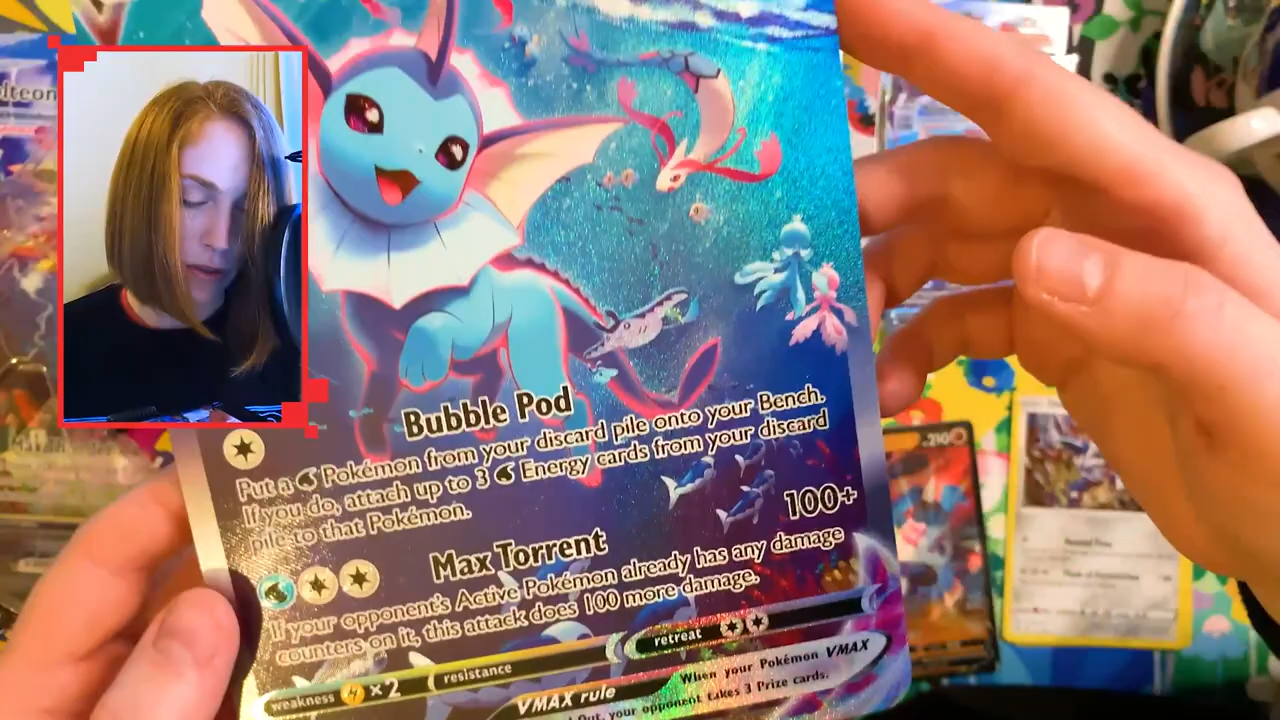 lteon
Bubble Pod
Put a Pokémon from your discard pile onto your Bench.
If you do, attach up to 3 Energy cards from your discard
pile to that Pokémon.
Max Torrent 100+
If your opponent's Active Pokémon already has any damage
counters on it, this attack does 100 more damage.
weakness ×2 resistance retreat
VMAX rule When your Pokémon VMAX
Out, your opponent takes 3 Prize cards.
210